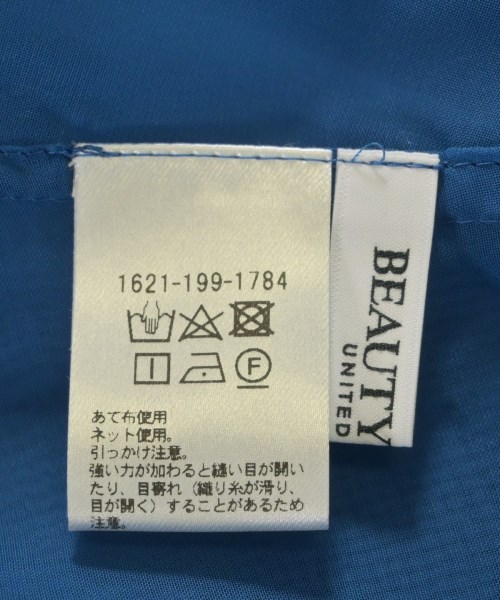 1621-199-1784
F
あて布使用
ネット使用。
引っかけ注意。
強い力が加わると縫い目が開い
たり、目寄れ（織り糸が滑り、
目が開く）することがあるため
注意。
BEAUTY
UNITED